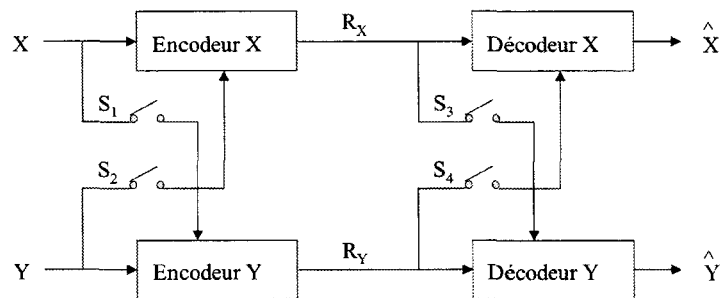 X
Encodeur X
R_X
Décodeur X
X̂
S_1
S_3
S_2
S_4
Y
Encodeur Y
R_Y
Décodeur Y
Ŷ